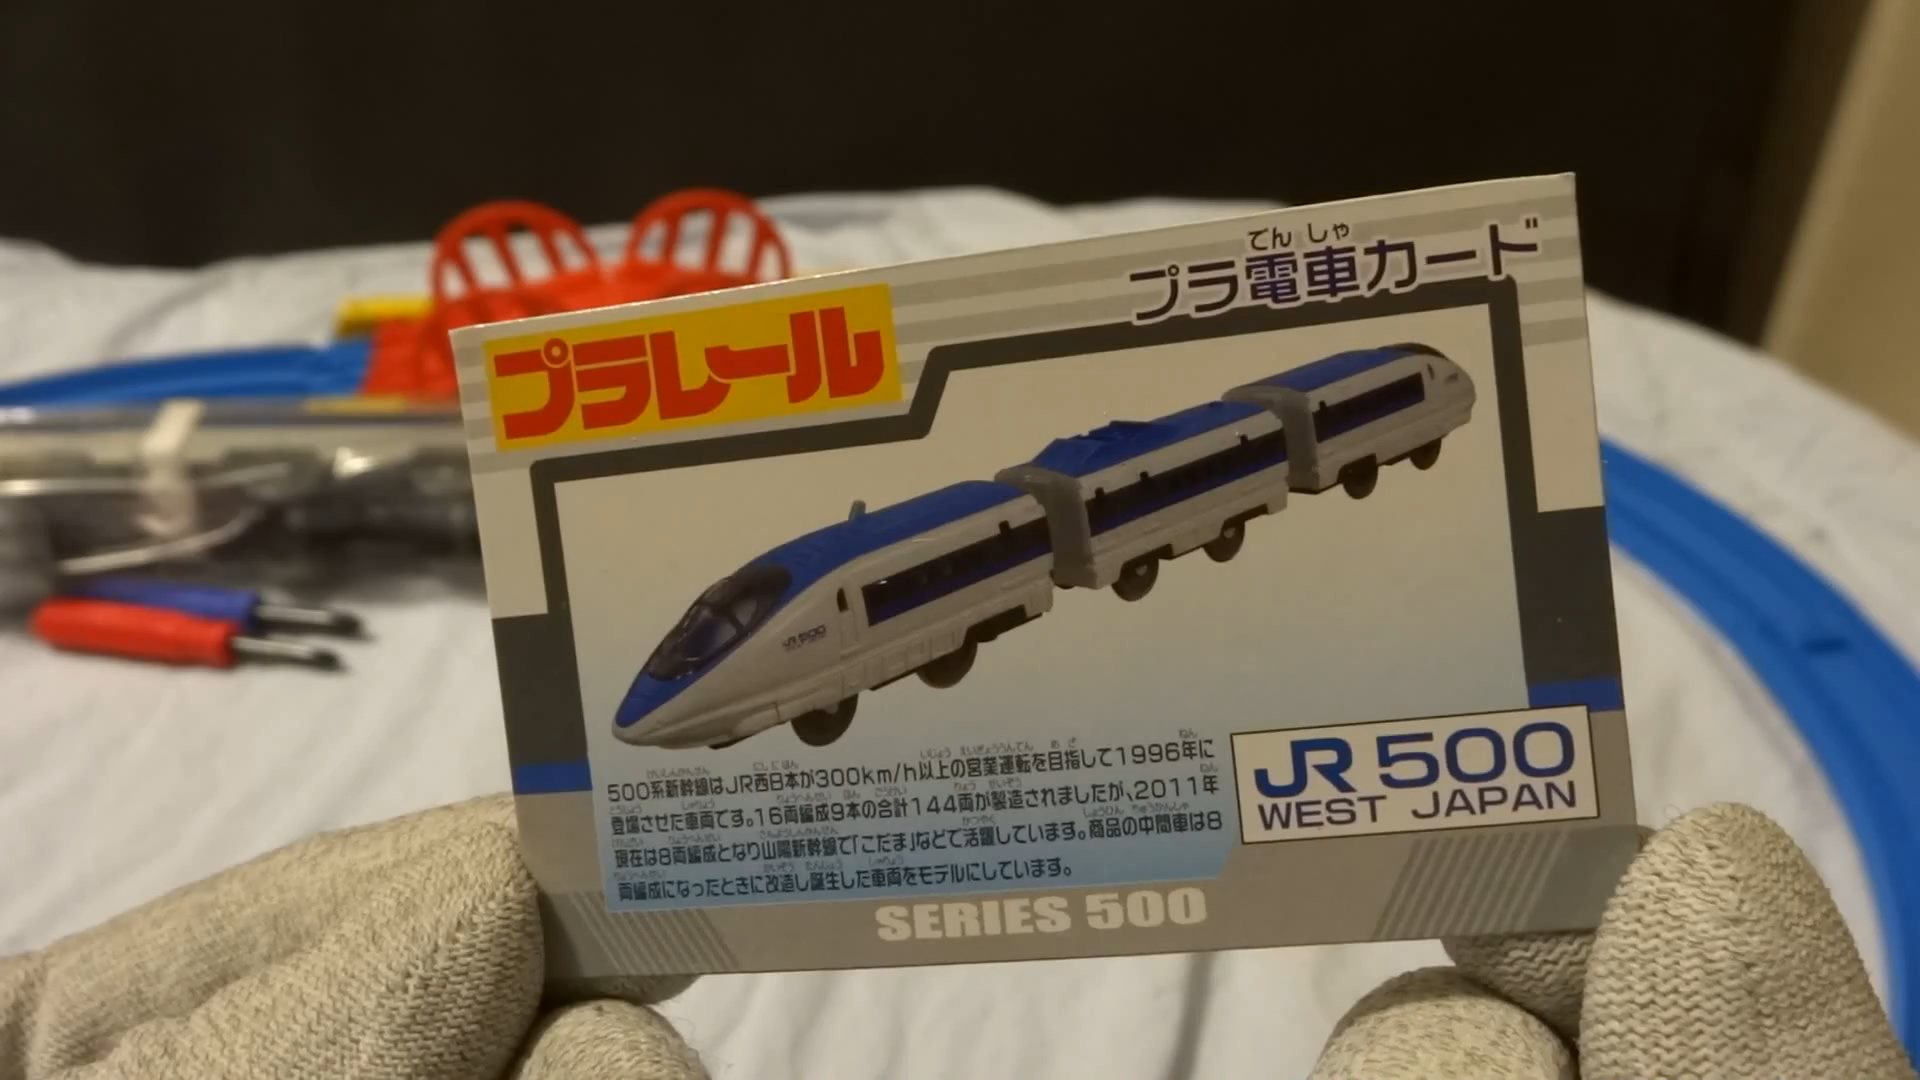 プラ電車カード
でんしゃ
プラレール
JR 500
500系新幹線はJR西日本が300km/h以上の営業運転を目指して1996年に
登場させた車両です。16両編成9本の合計144両が製造されましたが、2011年
現在は8両編成となり山陽新幹線で「こだま」などで活躍しています。商品の中間車は8
両編成になったときに改造し誕生した車両をモデルにしています。
JR 500
WEST JAPAN
SERIES 500